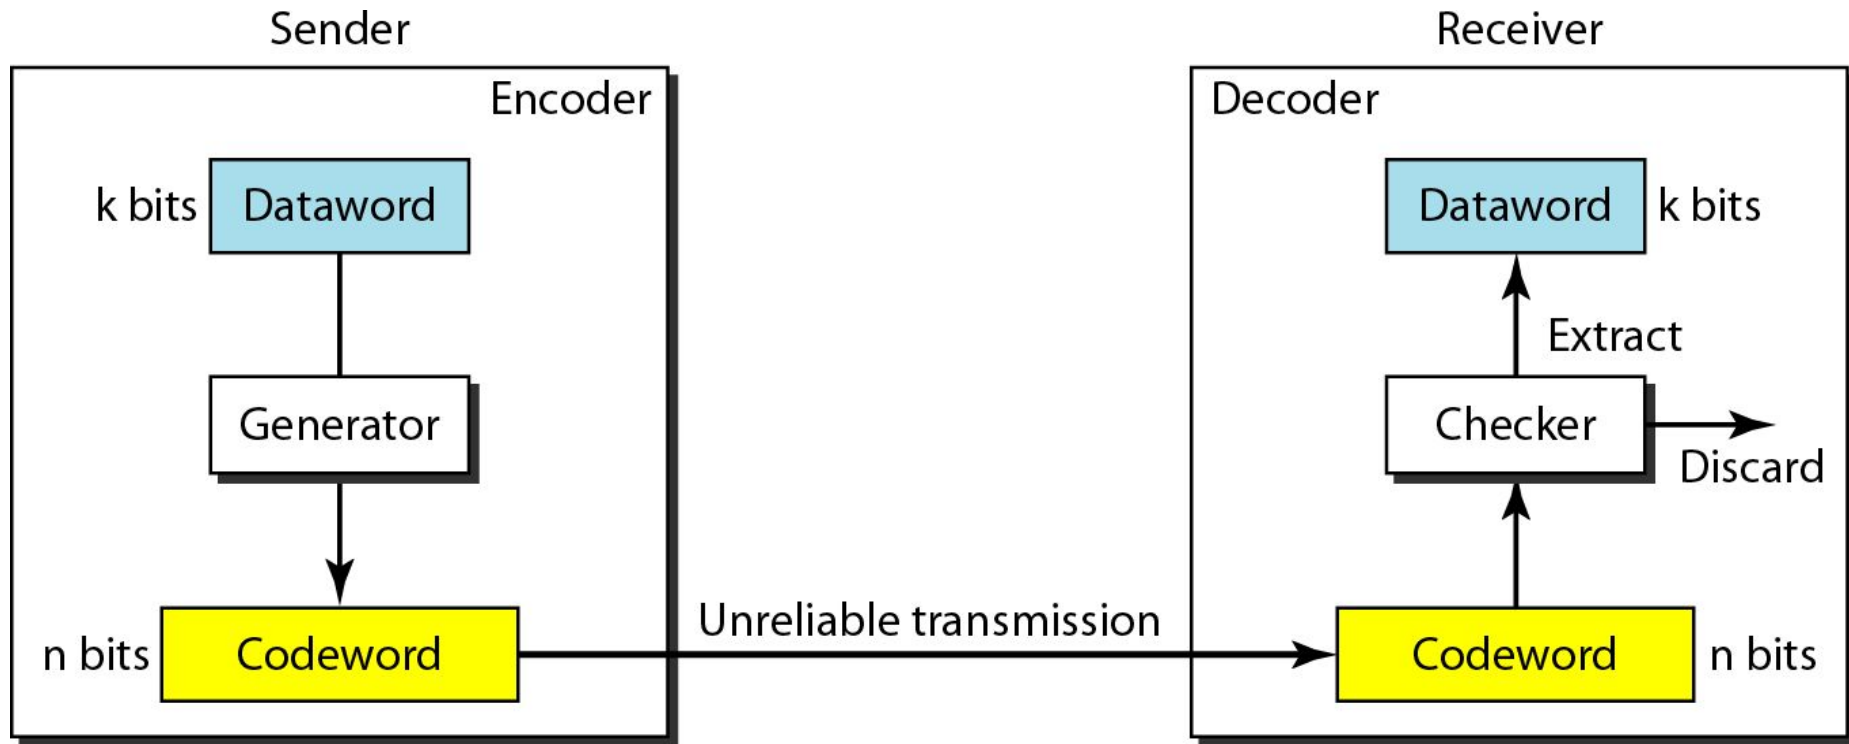 Sender
Encoder
k bits
Dataword
Generator
n bits
Codeword
Unreliable transmission
Receiver
Decoder
Dataword
k bits
Extract
Checker
Discard
Codeword
n bits